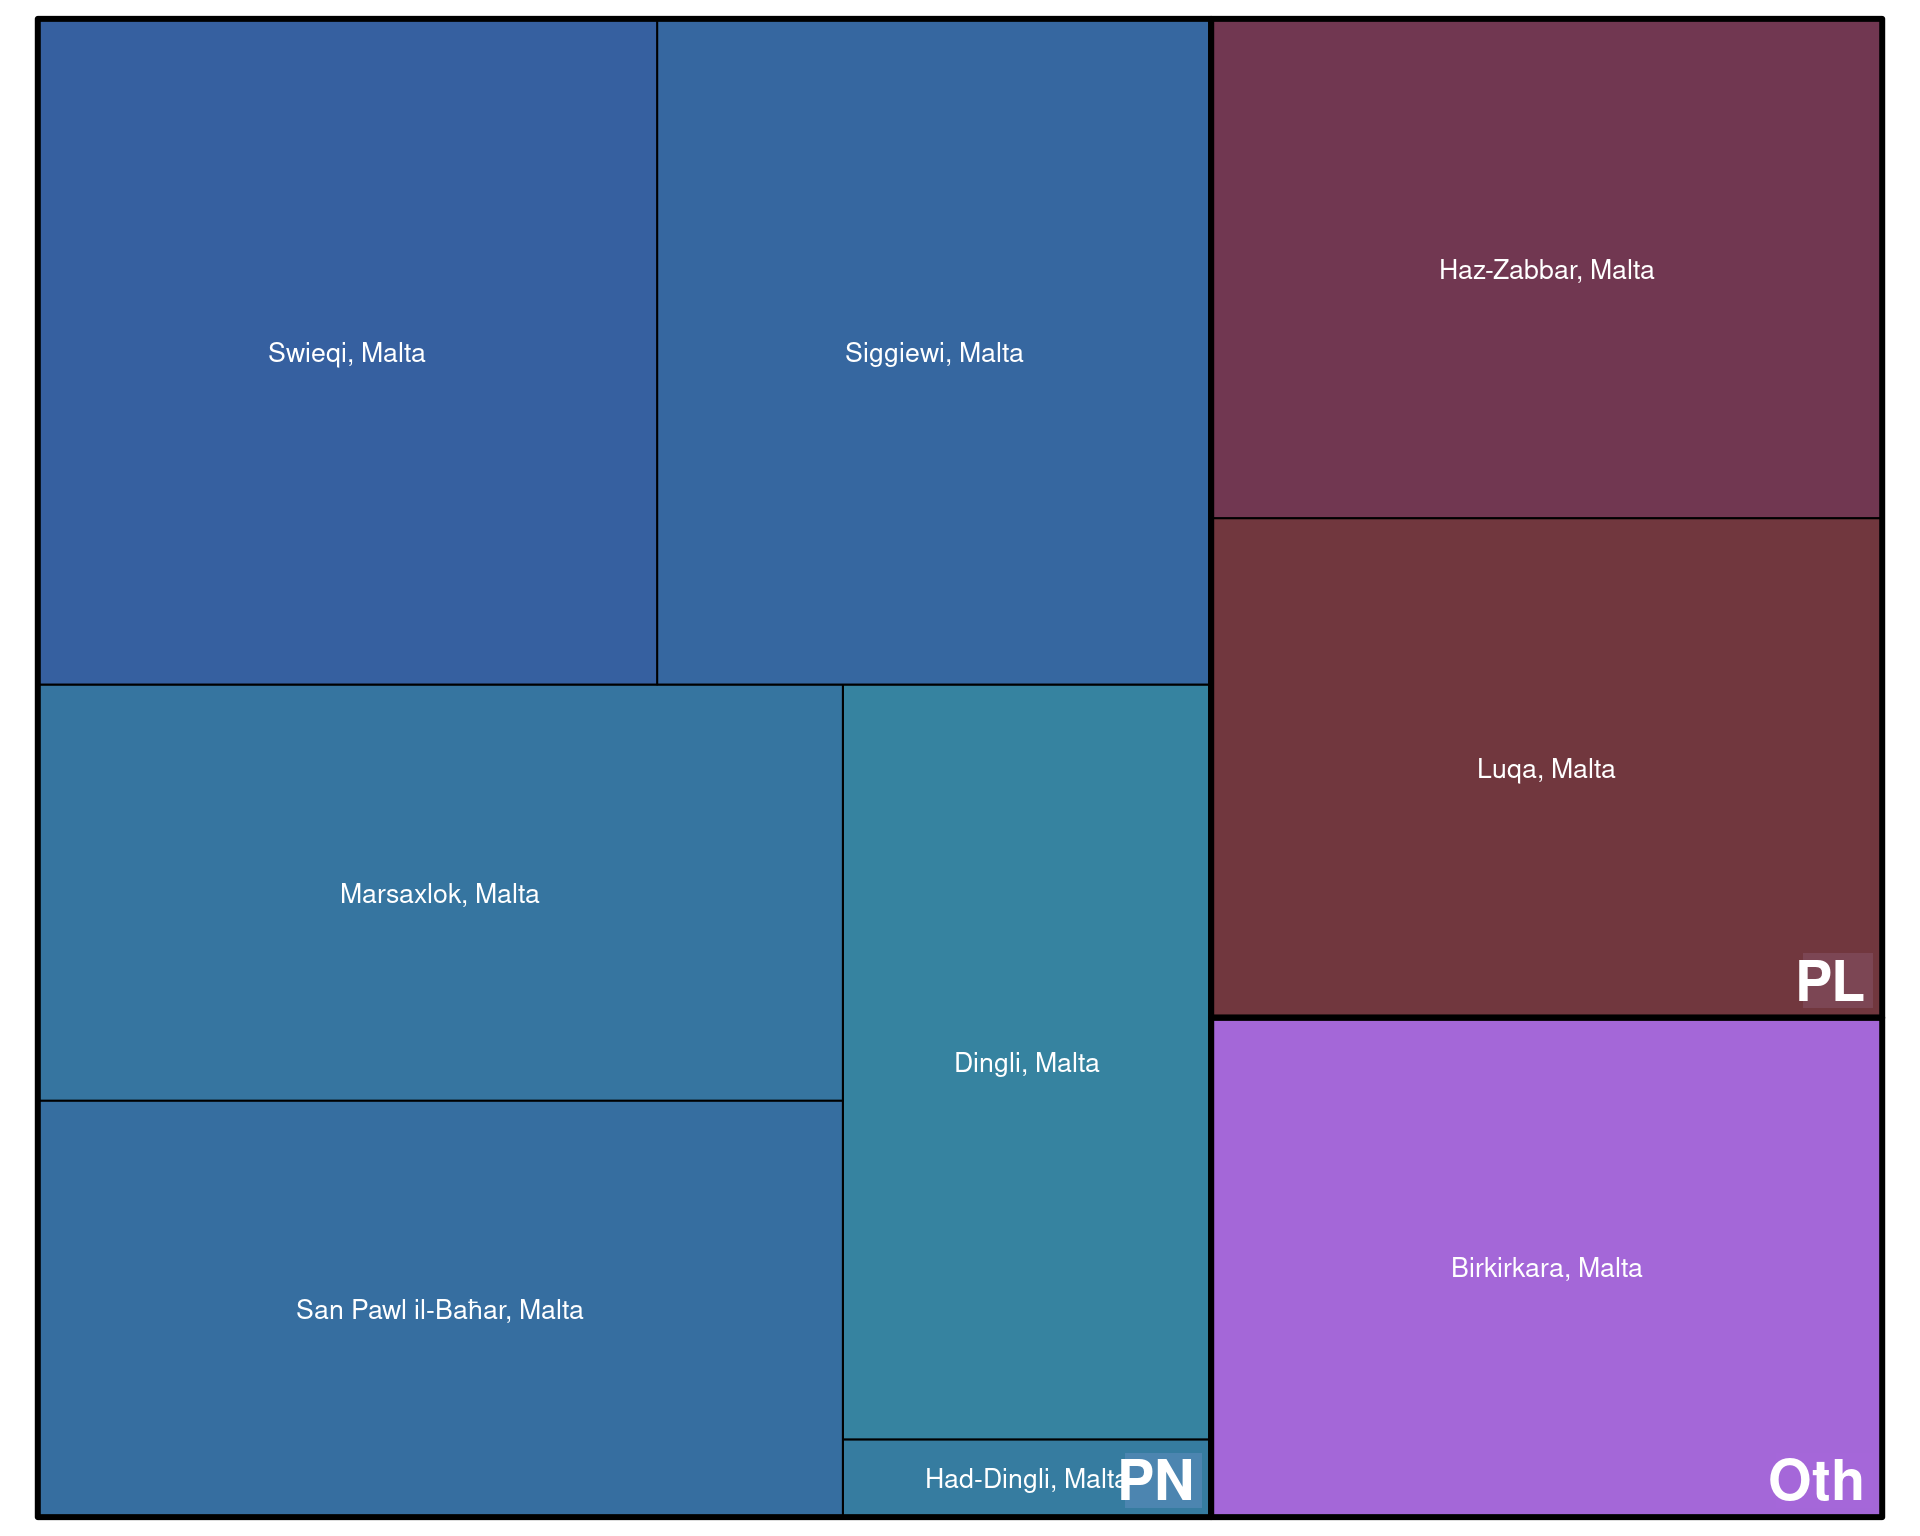 Swieqi, Malta
Siggiewi, Malta
Haz-Zabbar, Malta
Luqa, Malta
PL
Marsaxlok, Malta
Dingli, Malta
San Pawl il-Baħar, Malta
Birkirkara, Malta
Had-Dingli, Malta
PN
Oth